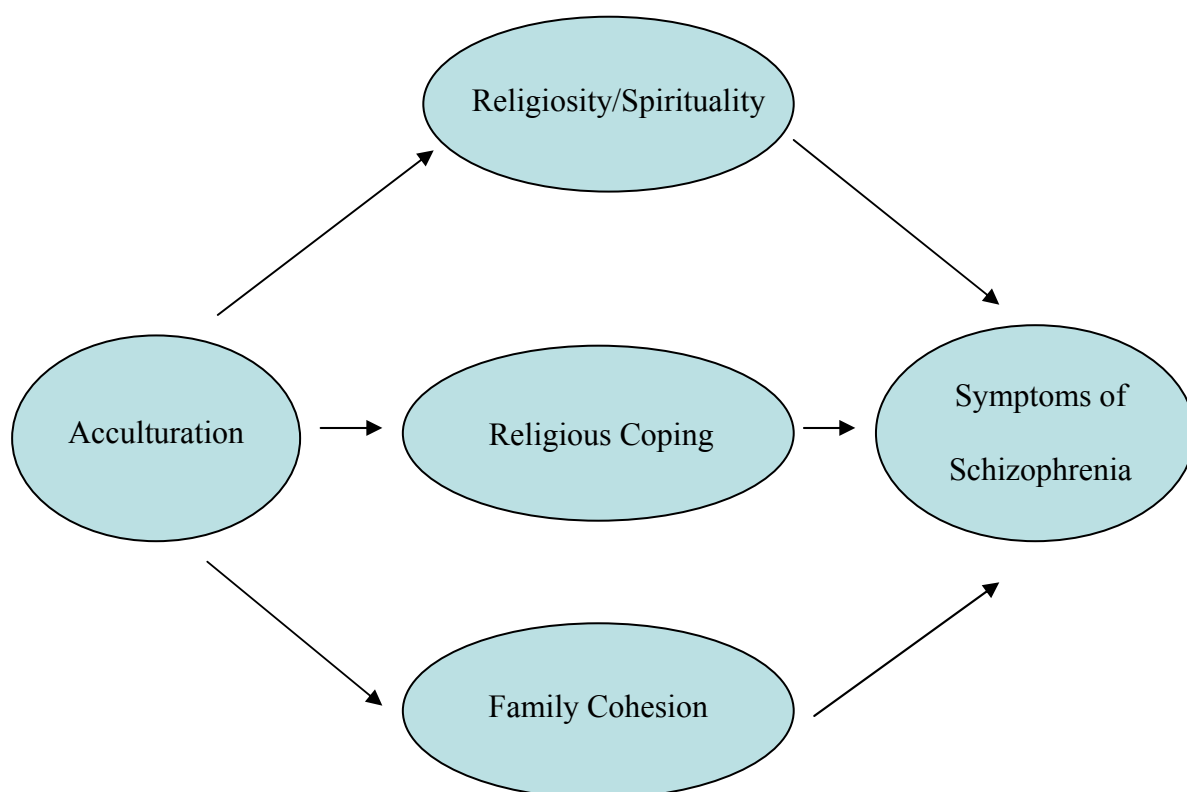 Religiosity/Spirituality
Acculturation
Religious Coping
Symptoms of
Schizophrenia
Family Cohesion